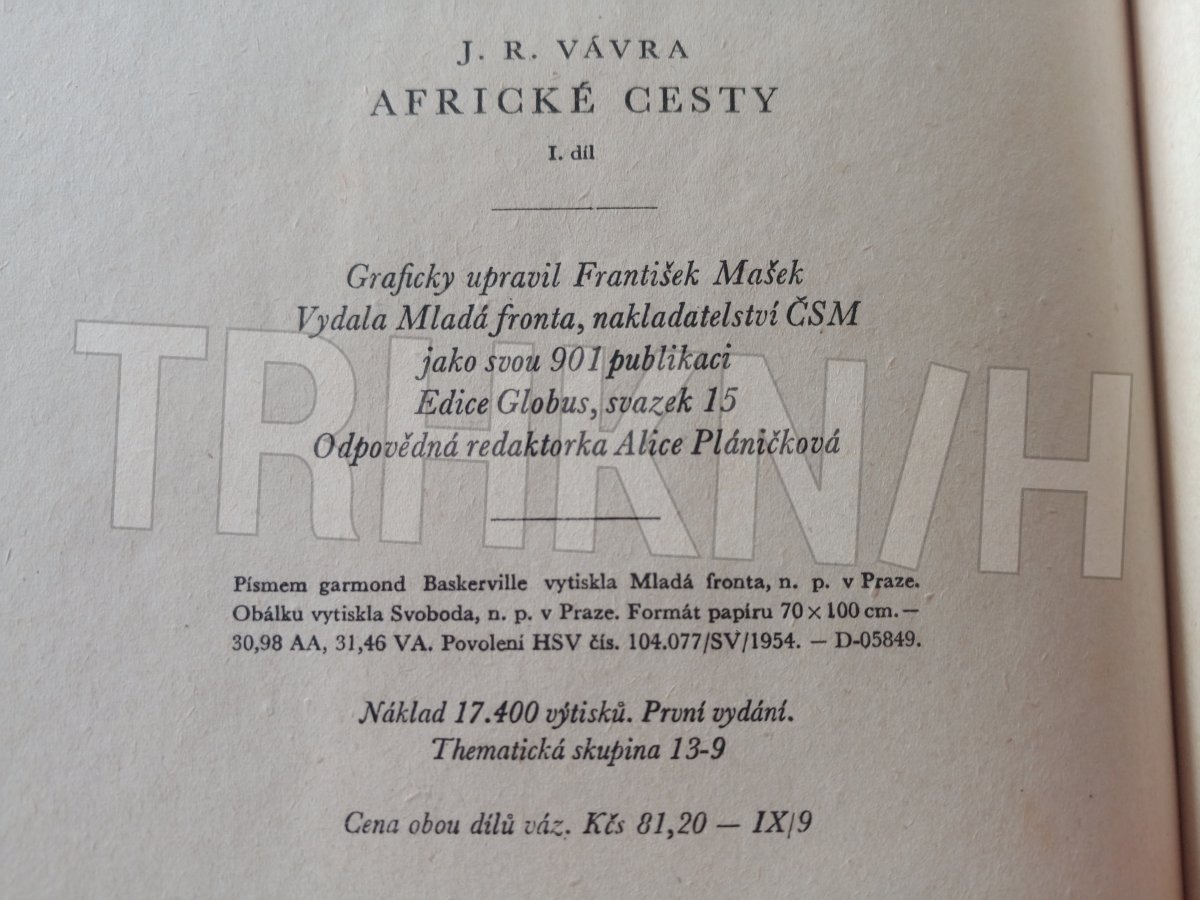 J. R. VÁVRA
AFRICKÉ CESTY
I. díl
Graficky upravil František Mašek
Vydala Mladá fronta, nakladatelství ČSM
jako svou 901 publikaci
Edice Globus, svazek 15
Odpovědná redaktorka Alice Pláničková
TRHKN/H
Písmem garmond Baskerville vytiskla Mladá fronta, n. p. v Praze.
Obálku vytiskla Svoboda, n. p. v Praze. Formát papíru 70 × 100 cm. —
30,98 AA, 31,46 VA. Povolení HSV čís. 104.077/SV/1954. — D-05849.
Náklad 17.400 výtisků. První vydání.
Thematická skupina 13-9
Cena obou dílů váz. Kčs 81,20 — IX/9